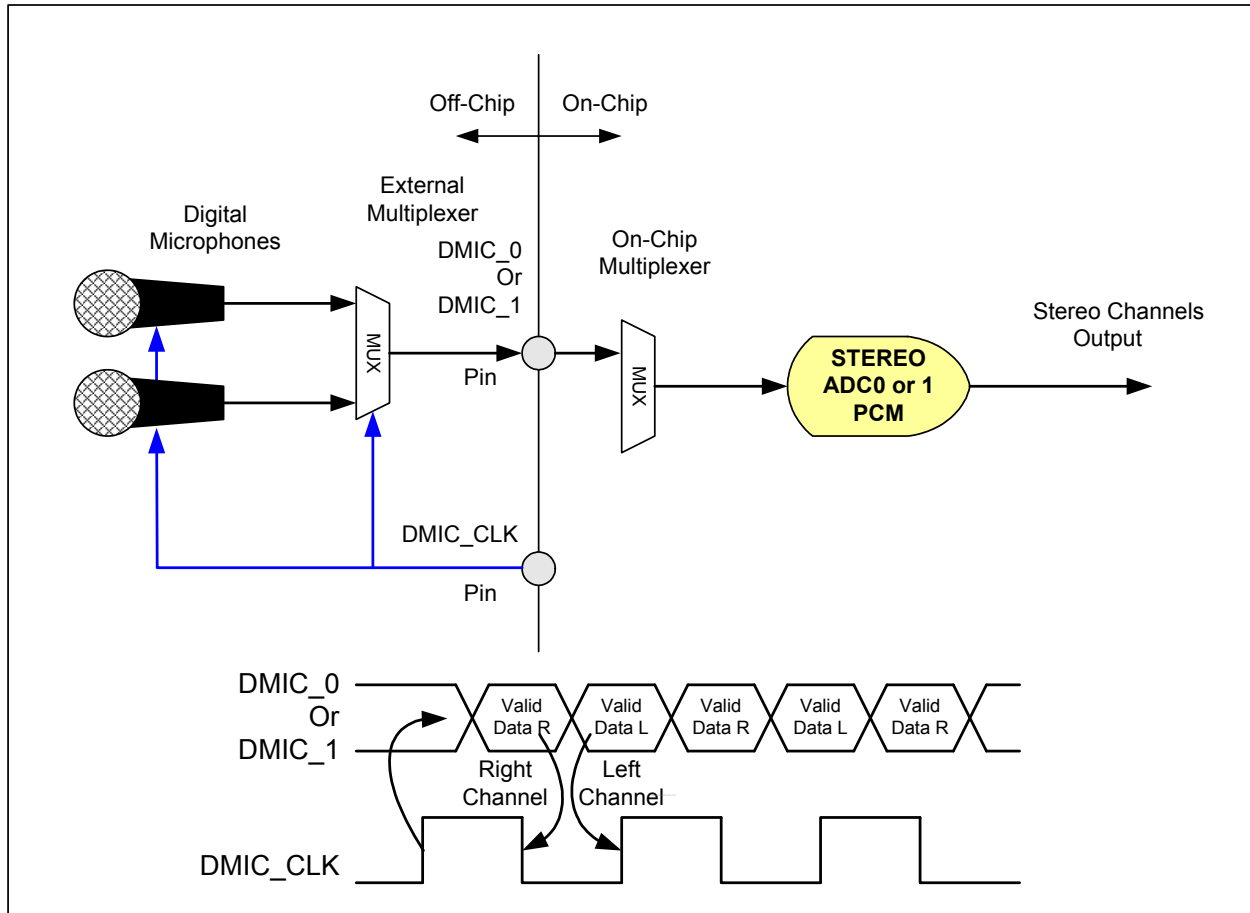 Off-Chip
On-Chip
External
Multiplexer
Digital
Microphones
DMIC_0
Or
DMIC_1
On-Chip
Multiplexer
MUX
Pin
MUX
STEREO
ADC0 or 1
PCM
Stereo Channels
Output
DMIC_CLK
Pin
DMIC_0
Or
DMIC_1
Valid
Data R
Valid
Data L
Valid
Data R
Valid
Data L
Valid
Data R
Right
Channel
Left
Channel
DMIC_CLK